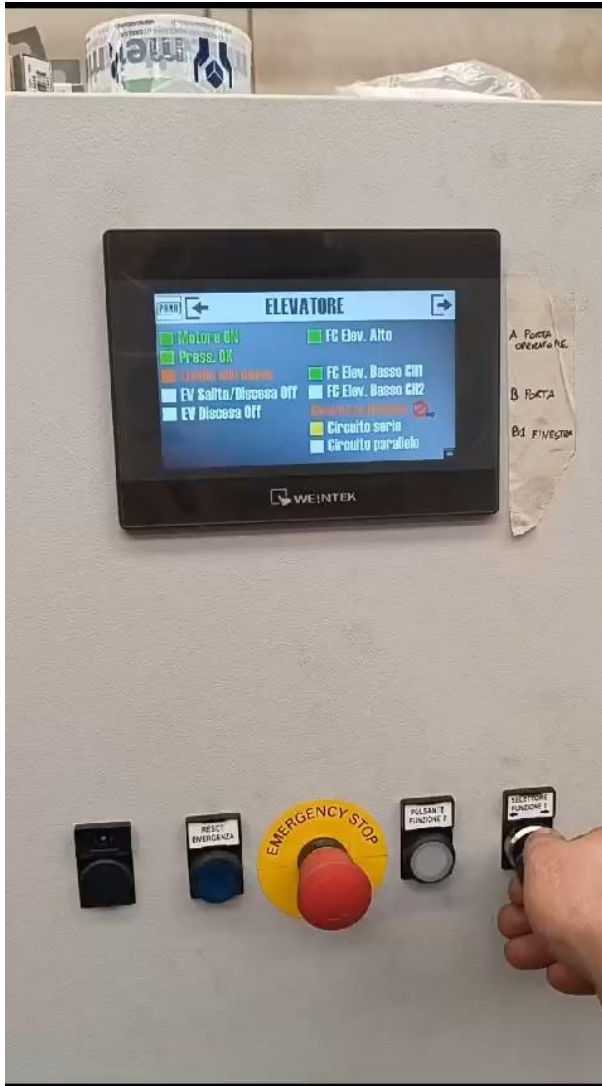 PAMA
ELEVATORE
Motore ON
Press. OK
EV Salita/Discesa Off
EV Discesa Off
FC Elev. Alto
FC Elev. Basso CH1
FC Elev. Basso CH2
Circuito serie
Circuito parallelo
WEINTEK
A PORTA
OPERATORE
B PORTA
B1 FINESTRA
RESET
EMERGENZA
EMERGENCY STOP
PULSANTE
FUNZIONE 2
SELETTORE
FUNZIONE 1